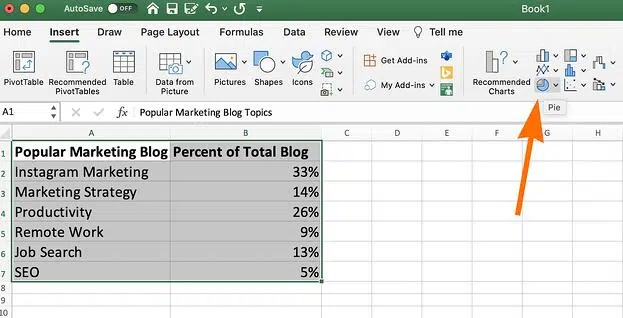 AutoSave OFF Book1
Home Insert Draw Page Layout Formulas Data Review View Tell me
PivotTable Recommended PivotTables Table Data from Picture Pictures Shapes Icons Get Add-ins My Add-ins Recommended Charts
Pie
A1 fx Popular Marketing Blog Topics
A B C D E F G H
1 Popular Marketing Blog Percent of Total Blog
2 Instagram Marketing 33%
3 Marketing Strategy 14%
4 Productivity 26%
5 Remote Work 9%
6 Job Search 13%
7 SEO 5%
8
9
10